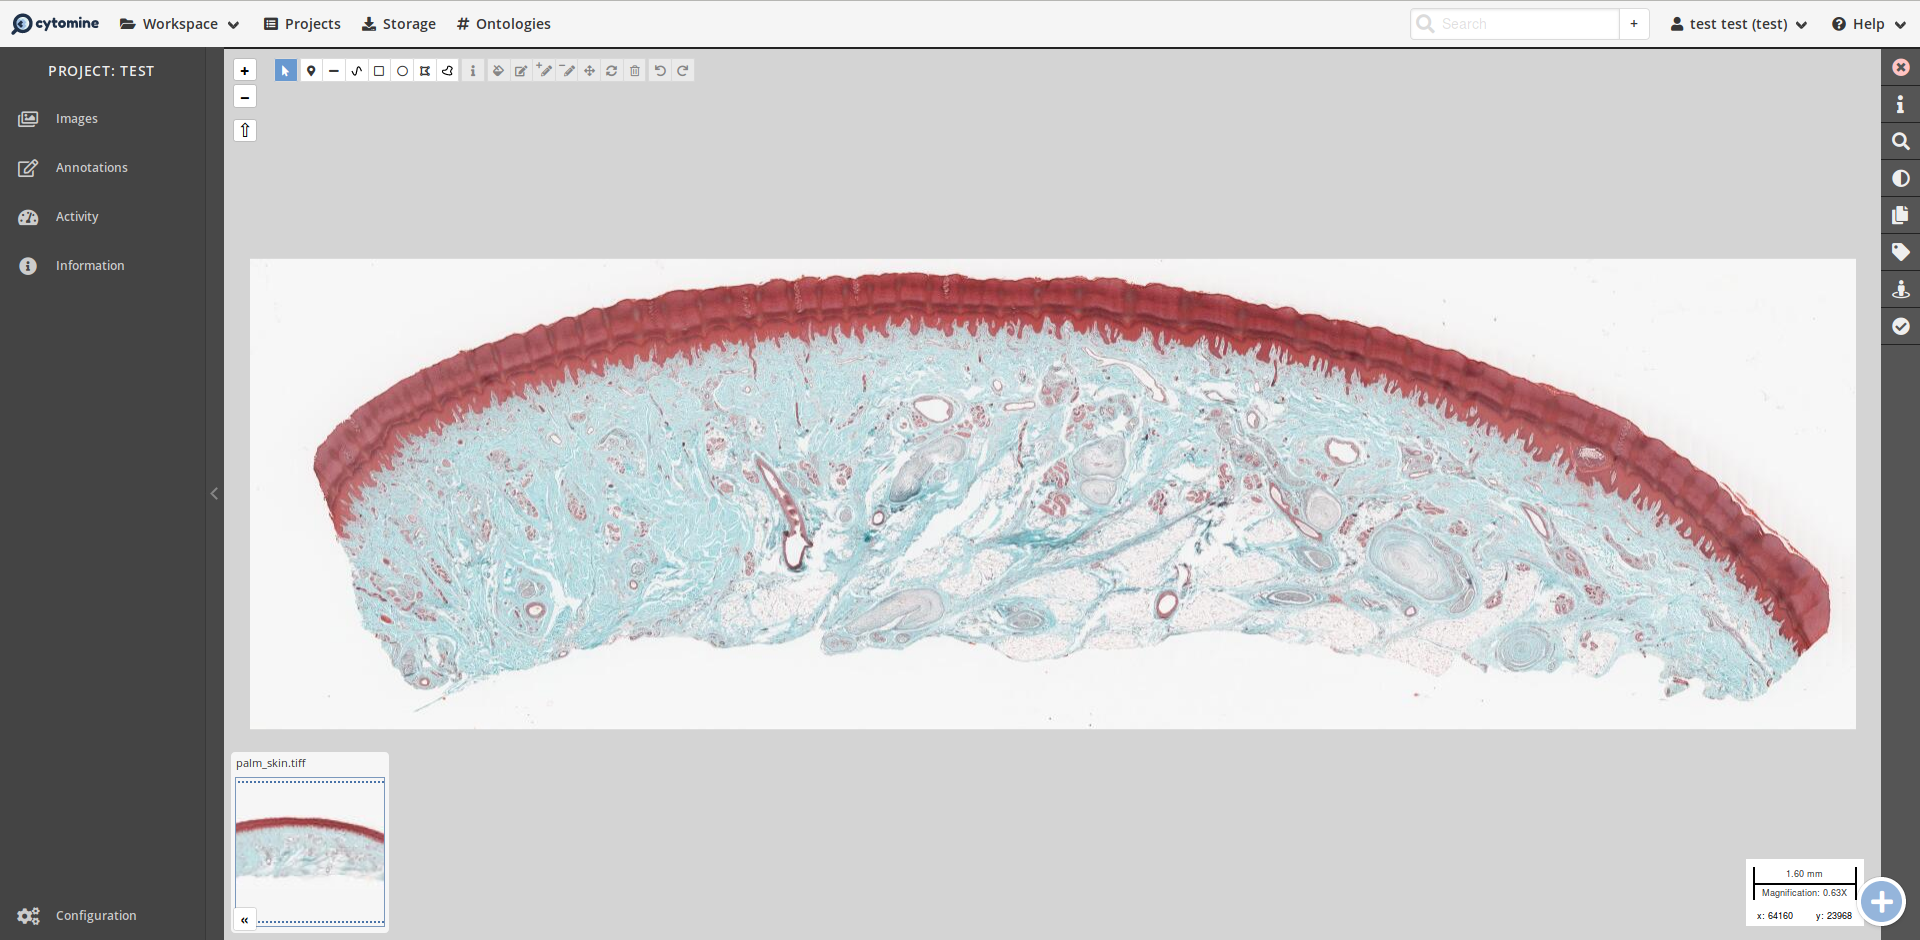 cytomine
Workspace
Projects
Storage
Ontologies
Search
+
test test (test)
Help
PROJECT: TEST
Images
Annotations
Activity
Information
Configuration
+
−
⇧
palm_skin.tiff
«
1.60 mm
Magnification: 0.63X
x: 64160 y: 23968